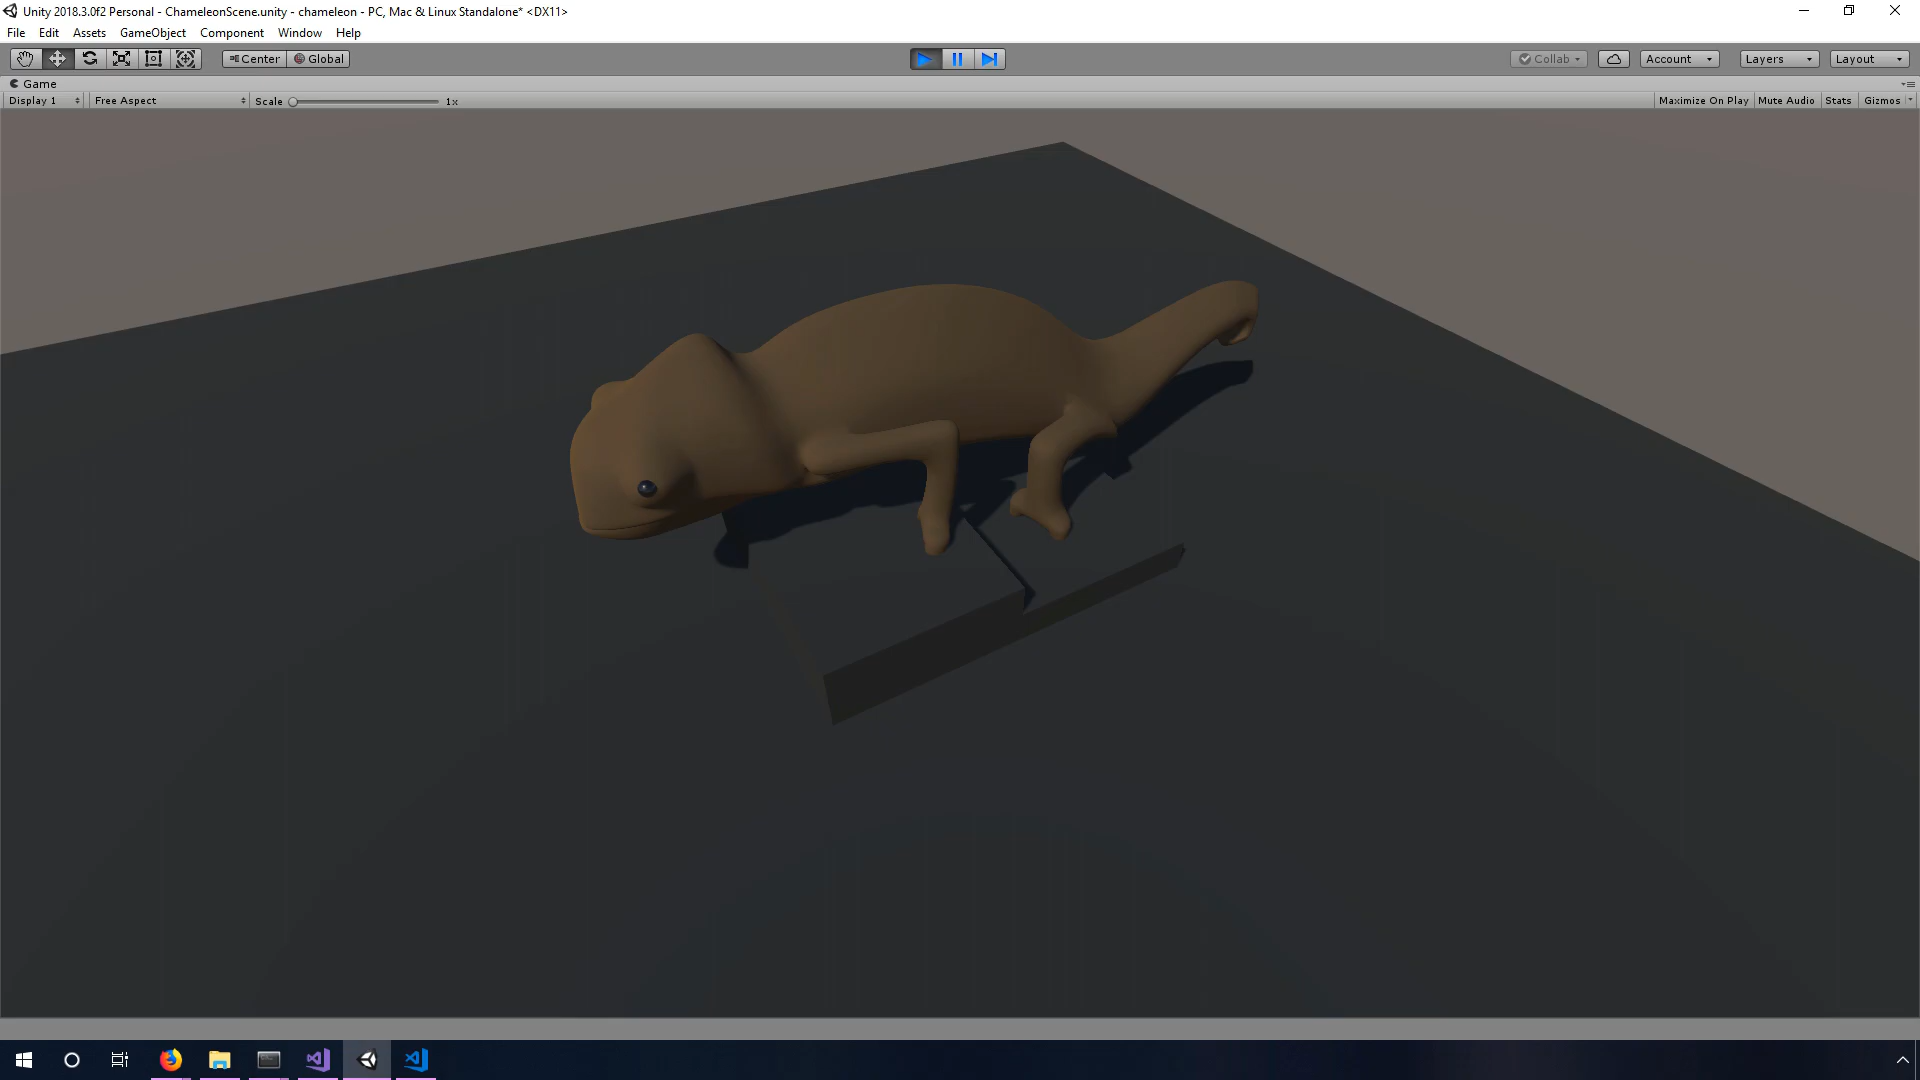 Unity 2018.3.0f2 Personal - ChameleonScene.unity - chameleon - PC, Mac & Linux Standalone* <DX11>
File Edit Assets GameObject Component Window Help
Center Global Collab Account Layers Layout
Game
Display 1 Free Aspect Scale 1x Maximize On Play Mute Audio Stats Gizmos